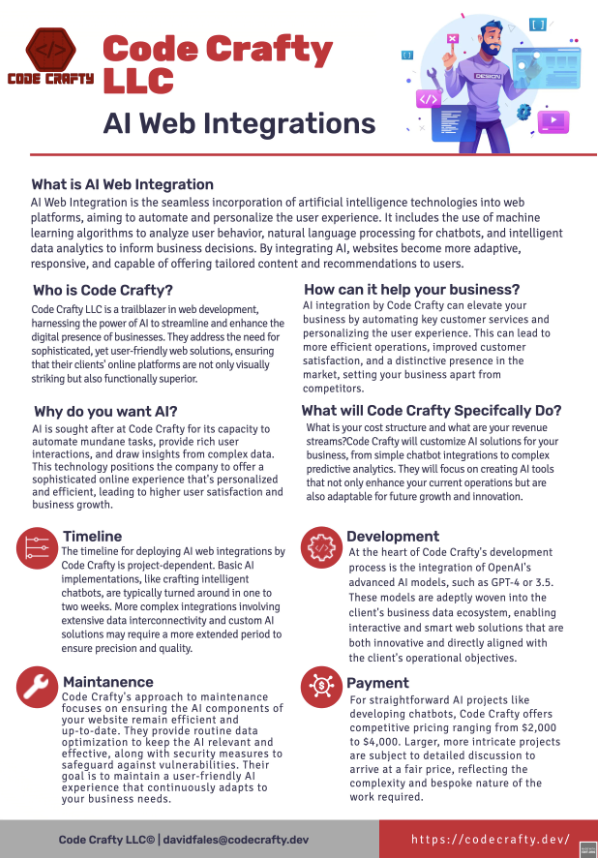 CODE CRAFTY
Code Crafty
LLC
AI Web Integrations
DESIGN
What is AI Web Integration
AI Web Integration is the seamless incorporation of artificial intelligence technologies into web
platforms, aiming to automate and personalize the user experience. It includes the use of machine
learning algorithms to analyze user behavior, natural language processing for chatbots, and intelligent
data analytics to inform business decisions. By integrating AI, websites become more adaptive,
responsive, and capable of offering tailored content and recommendations to users.
Who is Code Crafty?
Code Crafty LLC is a trailblazer in web development,
harnessing the power of AI to streamline and enhance the
digital presence of businesses. They address the need for
sophisticated, yet user-friendly web solutions, ensuring
that their clients' online platforms are not only visually
striking but also functionally superior.
How can it help your business?
AI integration by Code Crafty can elevate your
business by automating key customer services and
personalizing the user experience. This can lead to
more efficient operations, improved customer
satisfaction, and a distinctive presence in the
market, setting your business apart from
competitors.
Why do you want AI?
AI is sought after at Code Crafty for its capacity to
automate mundane tasks, provide rich user
interactions, and draw insights from complex data.
This technology positions the company to offer a
sophisticated online experience that's personalized
and efficient, leading to higher user satisfaction and
business growth.
What will Code Crafty Specifcally Do?
What is your cost structure and what are your revenue
streams?Code Crafty will customize AI solutions for your
business, from simple chatbot integrations to complex
predictive analytics. They will focus on creating AI tools
that not only enhance your current operations but are
also adaptable for future growth and innovation.
Timeline
The timeline for deploying AI web integrations by
Code Crafty is project-dependent. Basic AI
implementations, like crafting intelligent
chatbots, are typically turned around in one to
two weeks. More complex integrations involving
extensive data interconnectivity and custom AI
solutions may require a more extended period to
ensure precision and quality.
Development
At the heart of Code Crafty's development
process is the integration of OpenAI's
advanced AI models, such as GPT-4 or 3.5.
These models are adeptly woven into the
client's business data ecosystem, enabling
interactive and smart web solutions that are
both innovative and directly aligned with
the client's operational objectives.
Maintanence
Code Crafty's approach to maintenance
focuses on ensuring the AI components of
your website remain efficient and
up-to-date. They provide routine data
optimization to keep the AI relevant and
effective, along with security measures to
safeguard against vulnerabilities. Their
goal is to maintain a user-friendly AI
experience that continuously adapts to
your business needs.
Payment
For straightforward AI projects like
developing chatbots, Code Crafty offers
competitive pricing ranging from $2,000
to $4,000. Larger, more intricate projects
are subject to detailed discussion to
arrive at a fair price, reflecting the
complexity and bespoke nature of the
work required.
Code Crafty LLC© | davidfales@codecrafty.dev
https://codecrafty.dev/